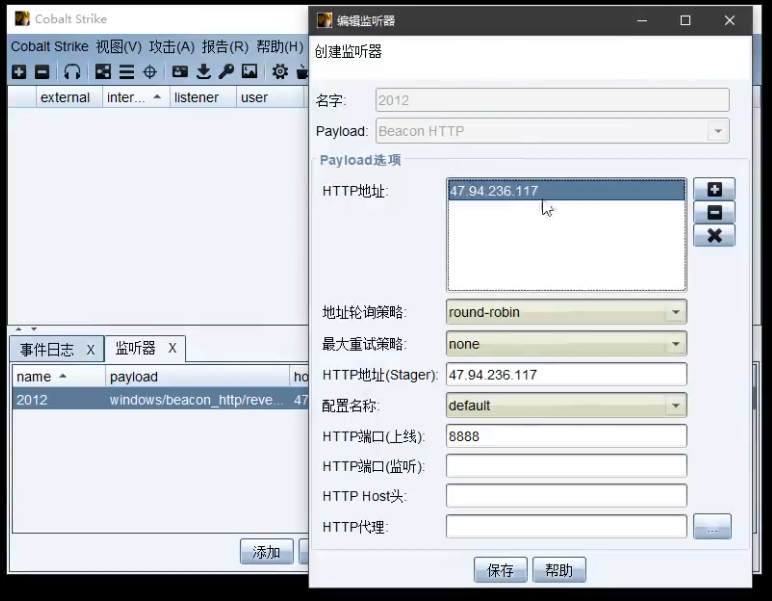 Cobalt Strike
Cobalt Strike 视图(V) 攻击(A) 报告(R) 帮助(H)
external inter... listener user
事件日志 X 监听器 X
name payload ho
2012 windows/beacon_http/reve... 47
添加
编辑监听器
创建监听器
名字: 2012
Payload: Beacon HTTP
Payload选项
HTTP地址: 47.94.236.117
地址轮询策略: round-robin
最大重试策略: none
HTTP地址(Stager): 47.94.236.117
配置名称: default
HTTP端口(上线): 8888
HTTP端口(监听):
HTTP Host头:
HTTP代理: ...
保存 帮助